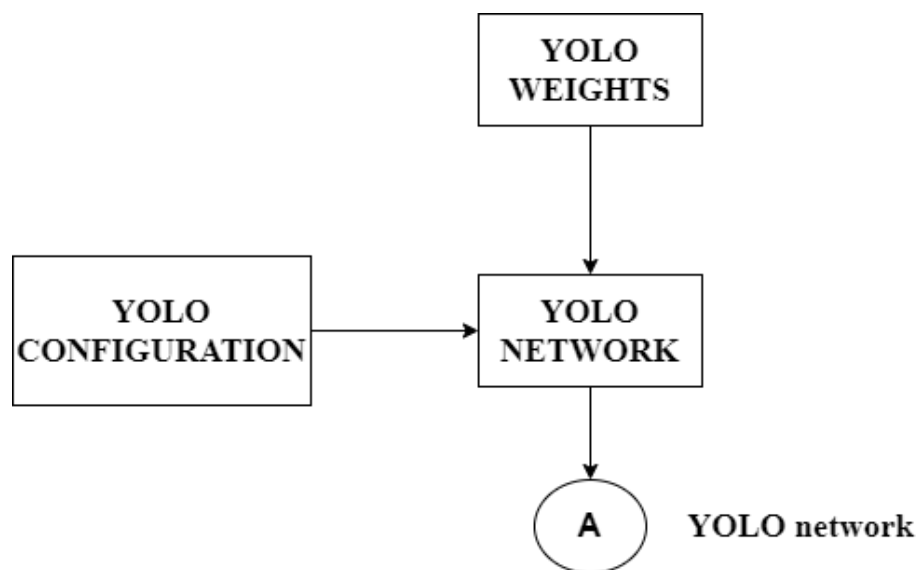 YOLO
WEIGHTS
YOLO
CONFIGURATION
YOLO
NETWORK
A
YOLO network